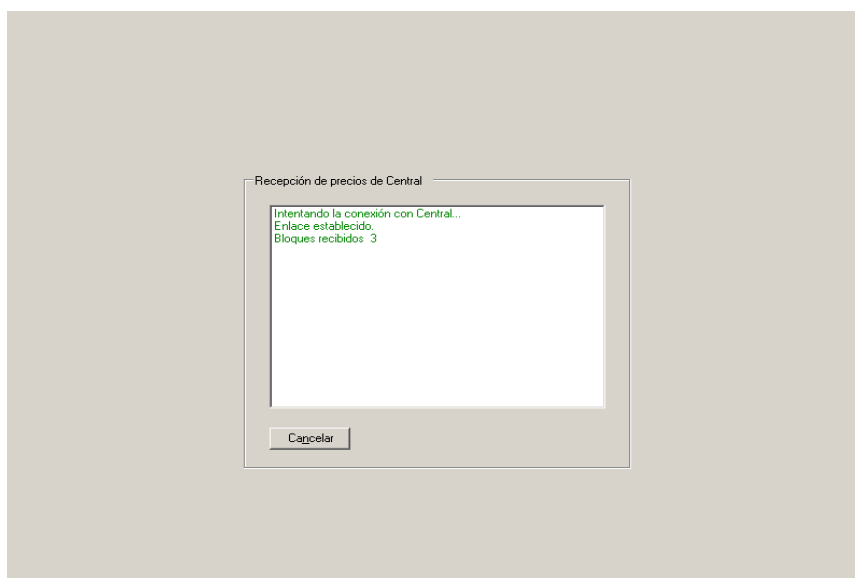 Recepción de precios de Central
Intentando la conexión con Central...
Enlace establecido.
Bloques recibidos  3
Cancelar